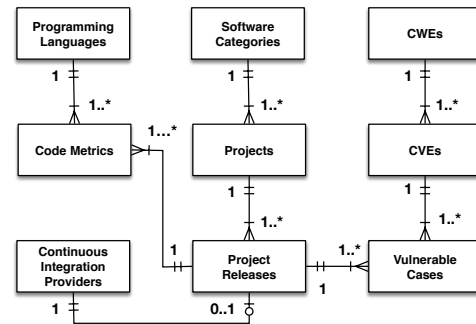 Programming
Languages
Software
Categories
CWEs
1
1
1
1..*
1..*
1..*
1...*
Code Metrics
Projects
CVEs
1
1
1..*
1..*
1..*
1
Continuous
Integration
Providers
Project
Releases
Vulnerable
Cases
1
1
0..1